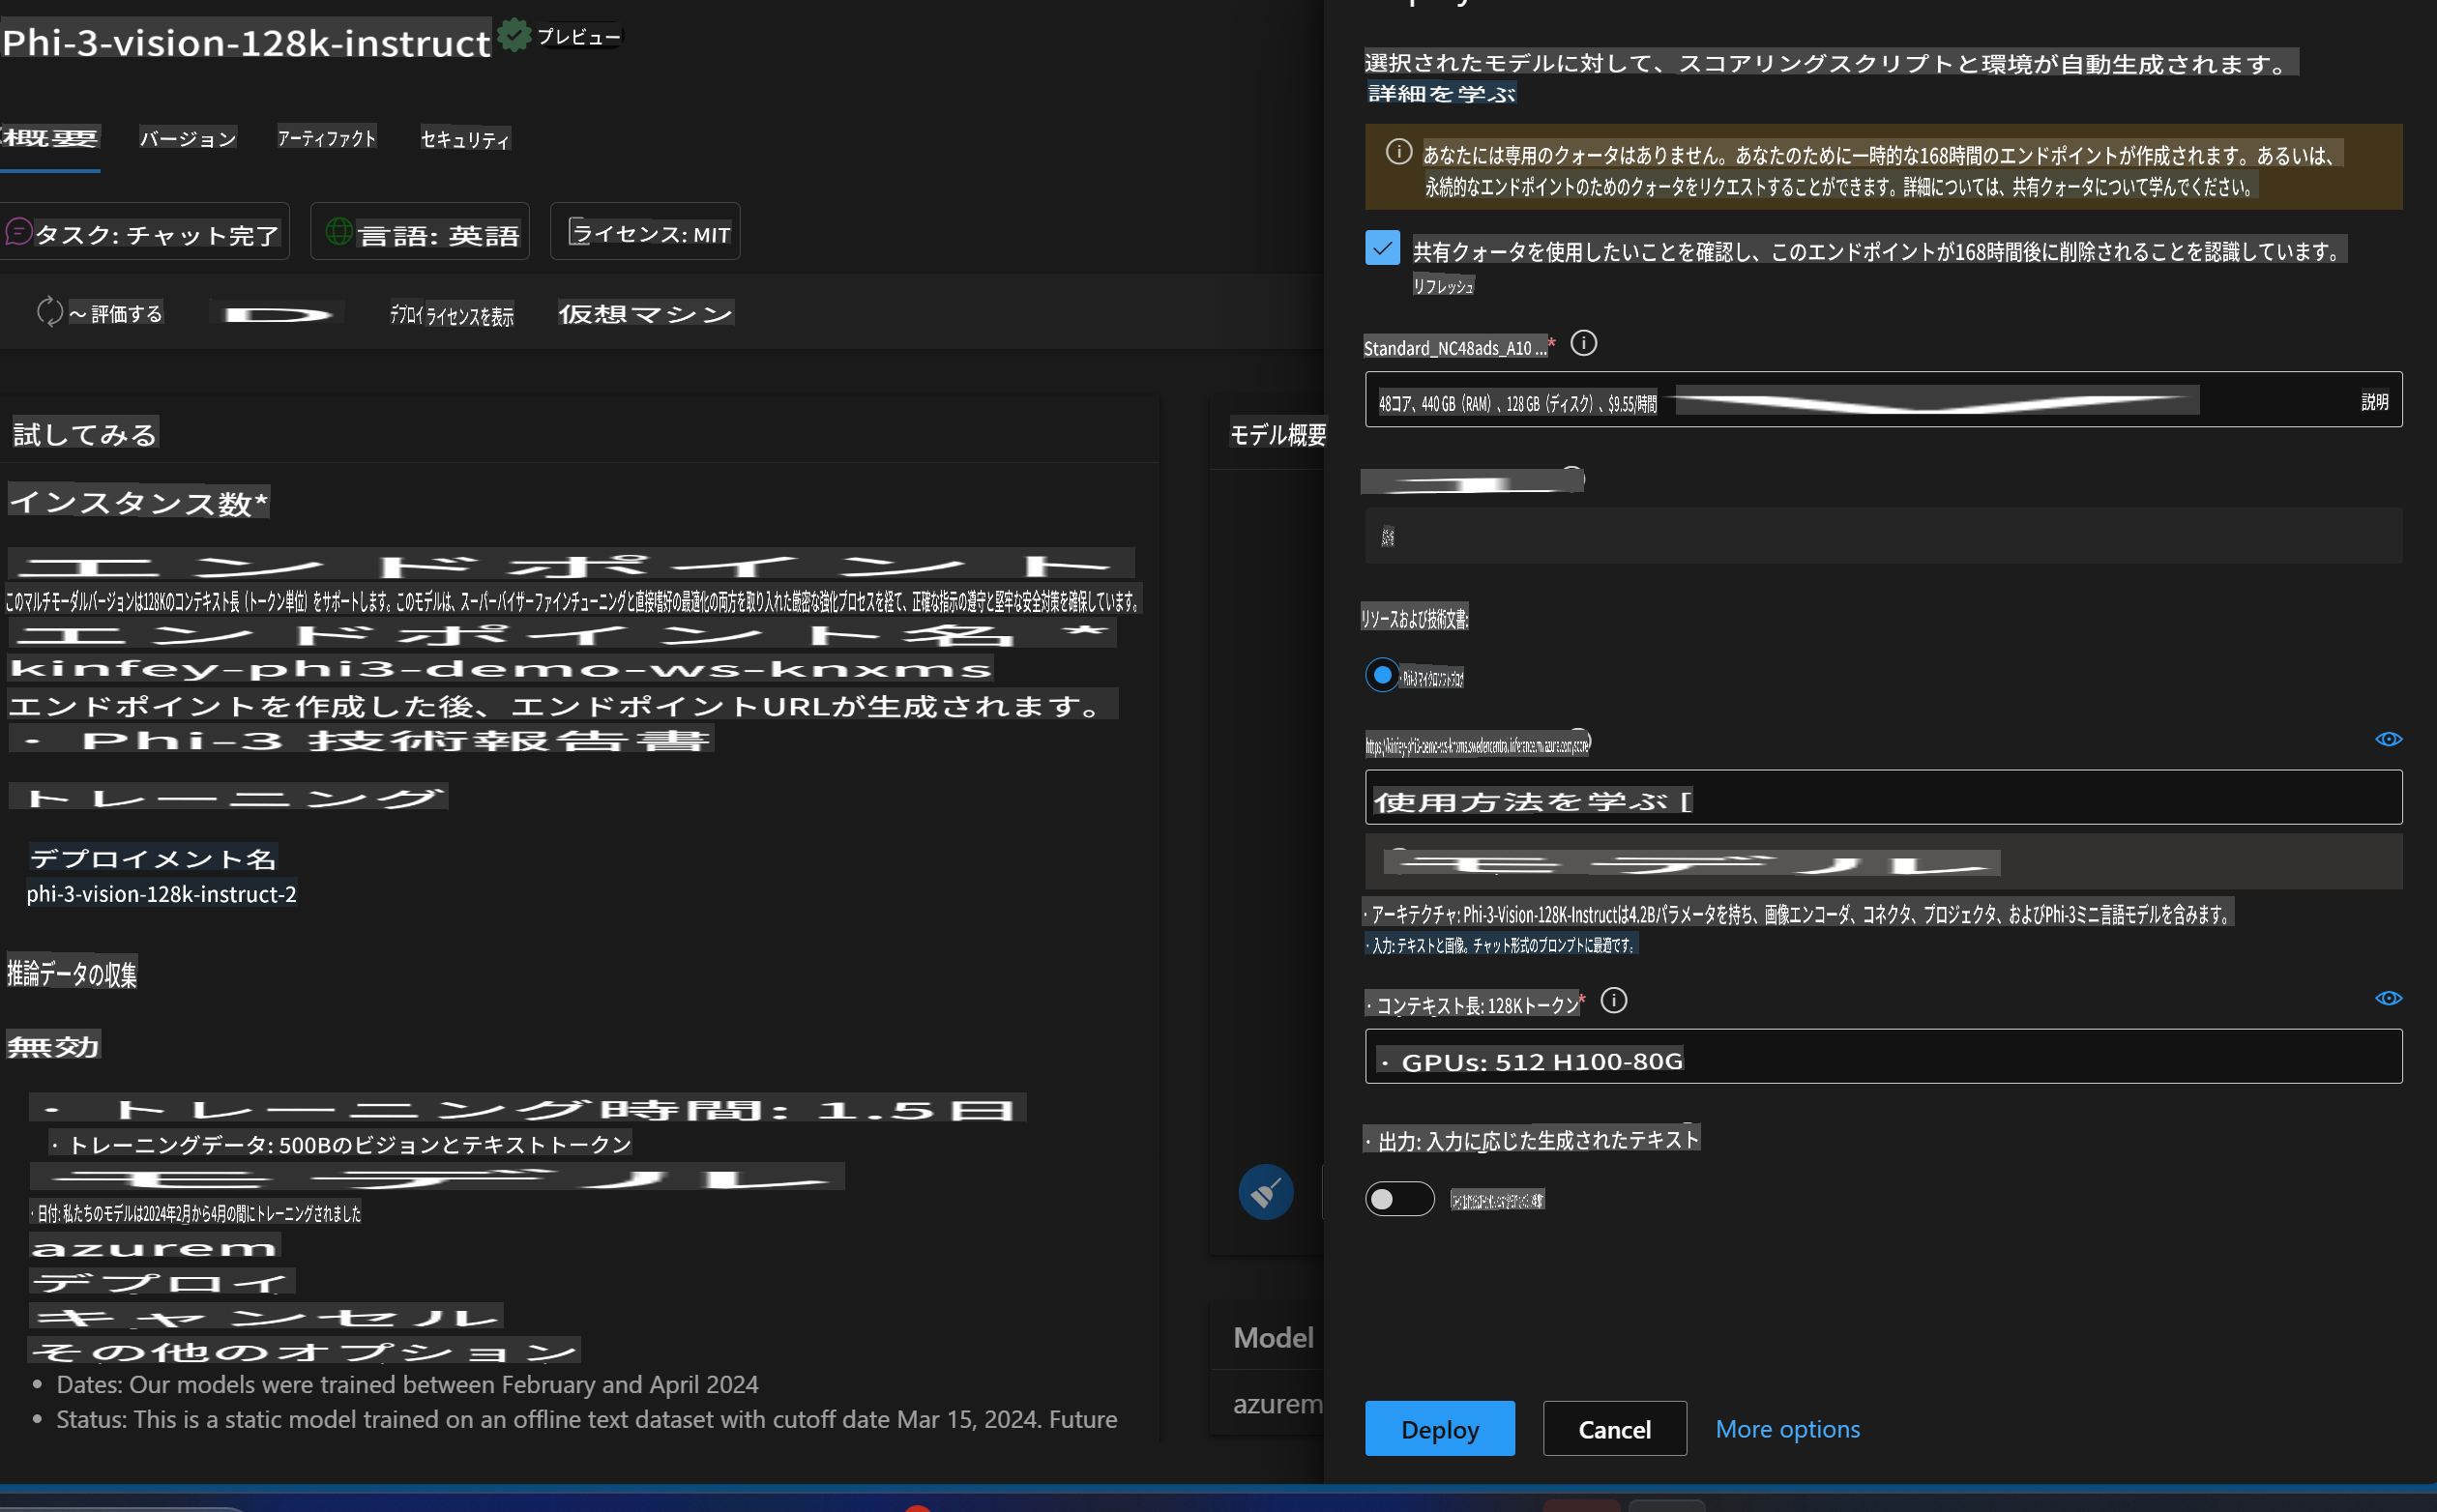 Phi-3-vision-128k-instruct プレビュー
概要 バージョン アーティファクト セキュリティ
タスク: チャット完了 言語: 英語 ライセンス: MIT
～ 評価する D デプロイ ライセンスを表示 仮想マシン
試してみる
インスタンス数*
エンドポイント
このマルチモーダルバージョンは128Kのコンテキスト長（トークン単位）をサポートします。このモデルは、スーパーバイザーファインチューニングと直接嗜好の最適化の両方を取り入れた厳密な強化プロセスを経て、正確な指示の遵守と堅牢な安全対策を確保しています。
エンドポイント名 *
kinfey-phi3-demo-ws-knxms
エンドポイントを作成した後、エンドポイントURLが生成されます。
· Phi-3 技術報告書
トレーニング
デプロイメント名
phi-3-vision-128k-instruct-2
推論データの収集
無効
· トレーニング時間: 1.5日
· トレーニングデータ: 500Bのビジョンとテキストトークン
モデル
· 日付: 私たちのモデルは2024年2月から4月の間にトレーニングされました
azurem
デプロイ
キャンセル
その他のオプション
• Dates: Our models were trained between February and April 2024
• Status: This is a static model trained on an offline text dataset with cutoff date Mar 15, 2024. Future
モデル概要
Model
azurem
選択されたモデルに対して、スコアリングスクリプトと環境が自動生成されます。
詳細を学ぶ
あなたには専用のクォータはありません。あなたのために一時的な168時間のエンドポイントが作成されます。あるいは、
永続的なエンドポイントのためのクォータをリクエストすることができます。詳細については、共有クォータについて学んでください。
共有クォータを使用したいことを確認し、このエンドポイントが168時間後に削除されることを認識しています。
リフレッシュ
Standard_NC48ads_A10 ...*
48コア、440 GB（RAM）、128 GB（ディスク）、$9.55/時間 説明
リソースおよび技術文書:
· Phi-3 マイクロソフトブログ
https://kinfey-phi3-demo-ws-knxms.swedencentral.inference.ml.azure.com/score
使用方法を学ぶ [
モデル
· アーキテクチャ: Phi-3-Vision-128K-Instructは4.2Bパラメータを持ち、画像エンコーダ、コネクタ、プロジェクタ、およびPhi-3ミニ言語モデルを含みます。
· 入力: テキストと画像。チャット形式のプロンプトに最適です。
· コンテキスト長: 128Kトークン*
· GPUs: 512 H100-80G
· 出力: 入力に応じた生成されたテキスト
Deploy Cancel More options